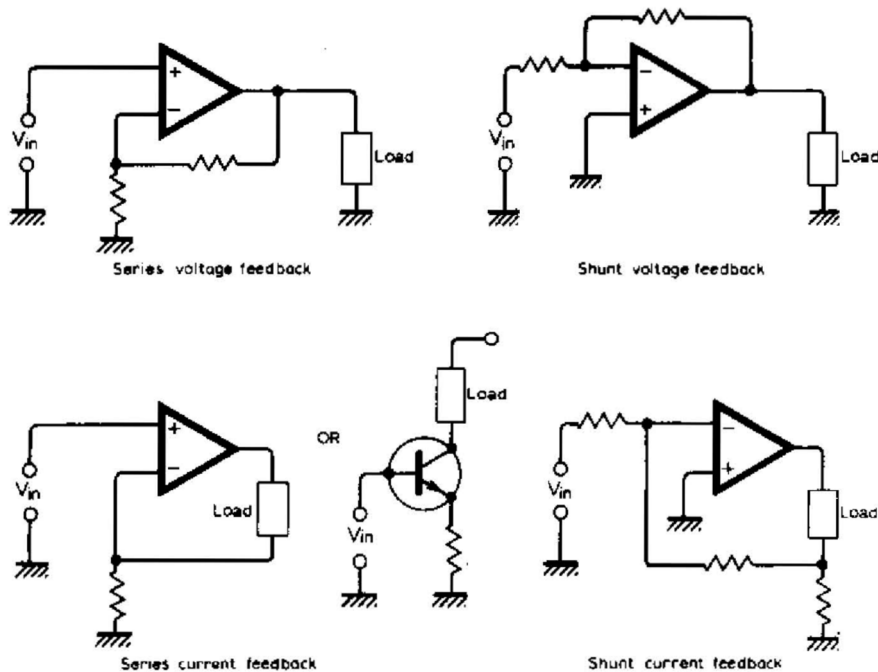 +
−
Vin
Load
Series voltage feedback
−
+
Vin
Load
Shunt voltage feedback
+
−
Vin
Load
Series current feedback
OR
Load
Vin
−
+
Vin
Load
Shunt current feedback